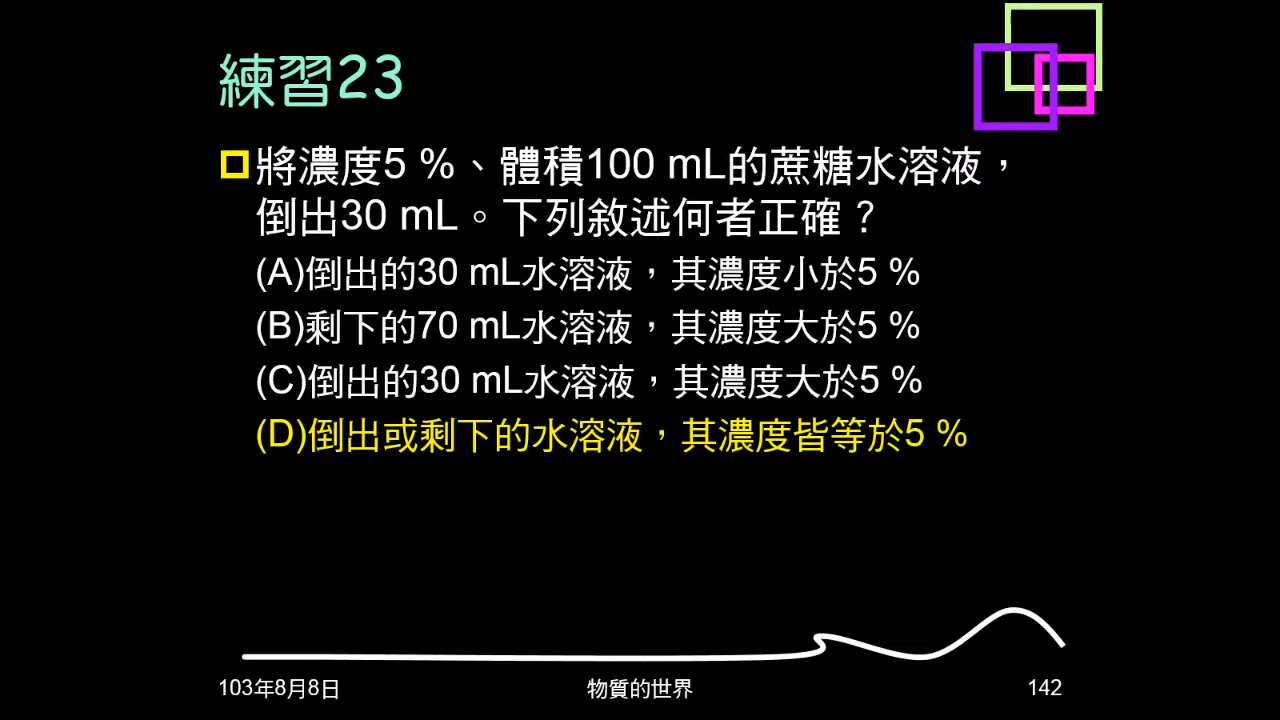 練習23
將濃度5 %、體積100 mL的蔗糖水溶液，
倒出30 mL。下列敘述何者正確？
(A)倒出的30 mL水溶液，其濃度小於5 %
(B)剩下的70 mL水溶液，其濃度大於5 %
(C)倒出的30 mL水溶液，其濃度大於5 %
(D)倒出或剩下的水溶液，其濃度皆等於5 %
103年8月8日
物質的世界
142